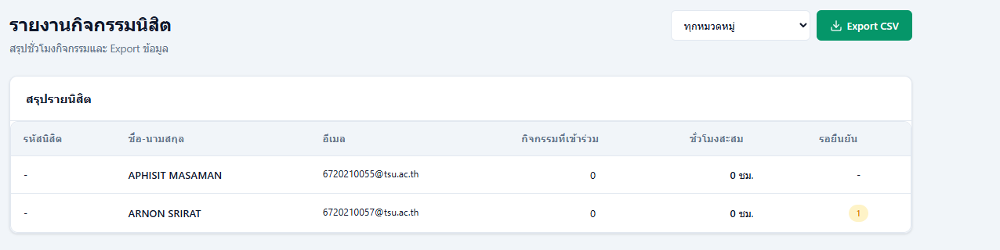 รายงานกิจกรรมนิสิต
ทุกหมวดหมู่
Export CSV
สรุปชั่วโมงกิจกรรมและ Export ข้อมูล
สรุปรายนิสิต
รหัสนิสิต ชื่อ-นามสกุล อีเมล กิจกรรมที่เข้าร่วม ชั่วโมงสะสม รอยืนยัน
- APHISIT MASAMAN 6720210055@tsu.ac.th 0 0 ชม. -
- ARNON SRIRAT 6720210057@tsu.ac.th 0 0 ชม. 1